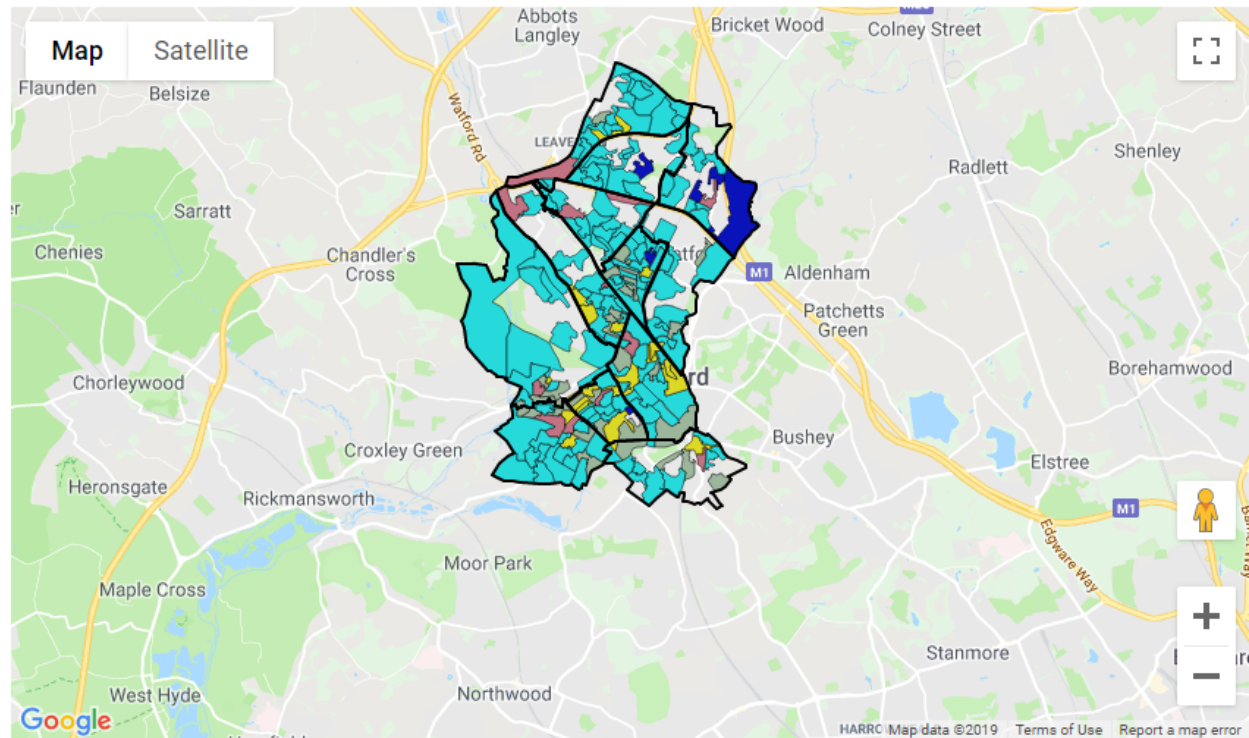 Map
Satellite
Abbots
Langley
Bricket Wood
Colney Street
Flaunden
Belsize
Watford Rd
LEAVE
Radlett
Shenley
Sarratt
Chenies
Chandler's
Cross
M1
Aldenham
Patchetts
Green
Borehamwood
Chorleywood
rd
Croxley Green
Bushey
Elstree
Heronsgate
Rickmansworth
M1
Edgware Way
Moor Park
Maple Cross
Stanmore
West Hyde
Northwood
Google
HARRO
Map data ©2019
Terms of Use
Report a map error